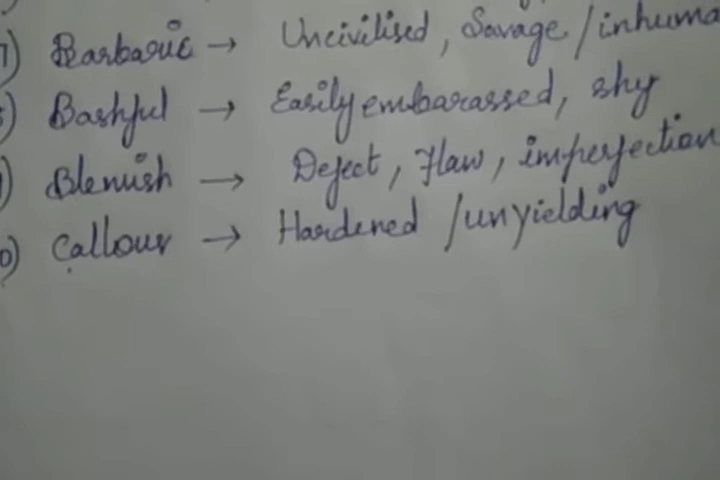 7) Barbaric → Uncivilised, Savage/inhuma
) Bashful → Easily embarassed, shy
) Blemish → Defect, Flaw, imperfection
0) Callous → Hardened /unyielding